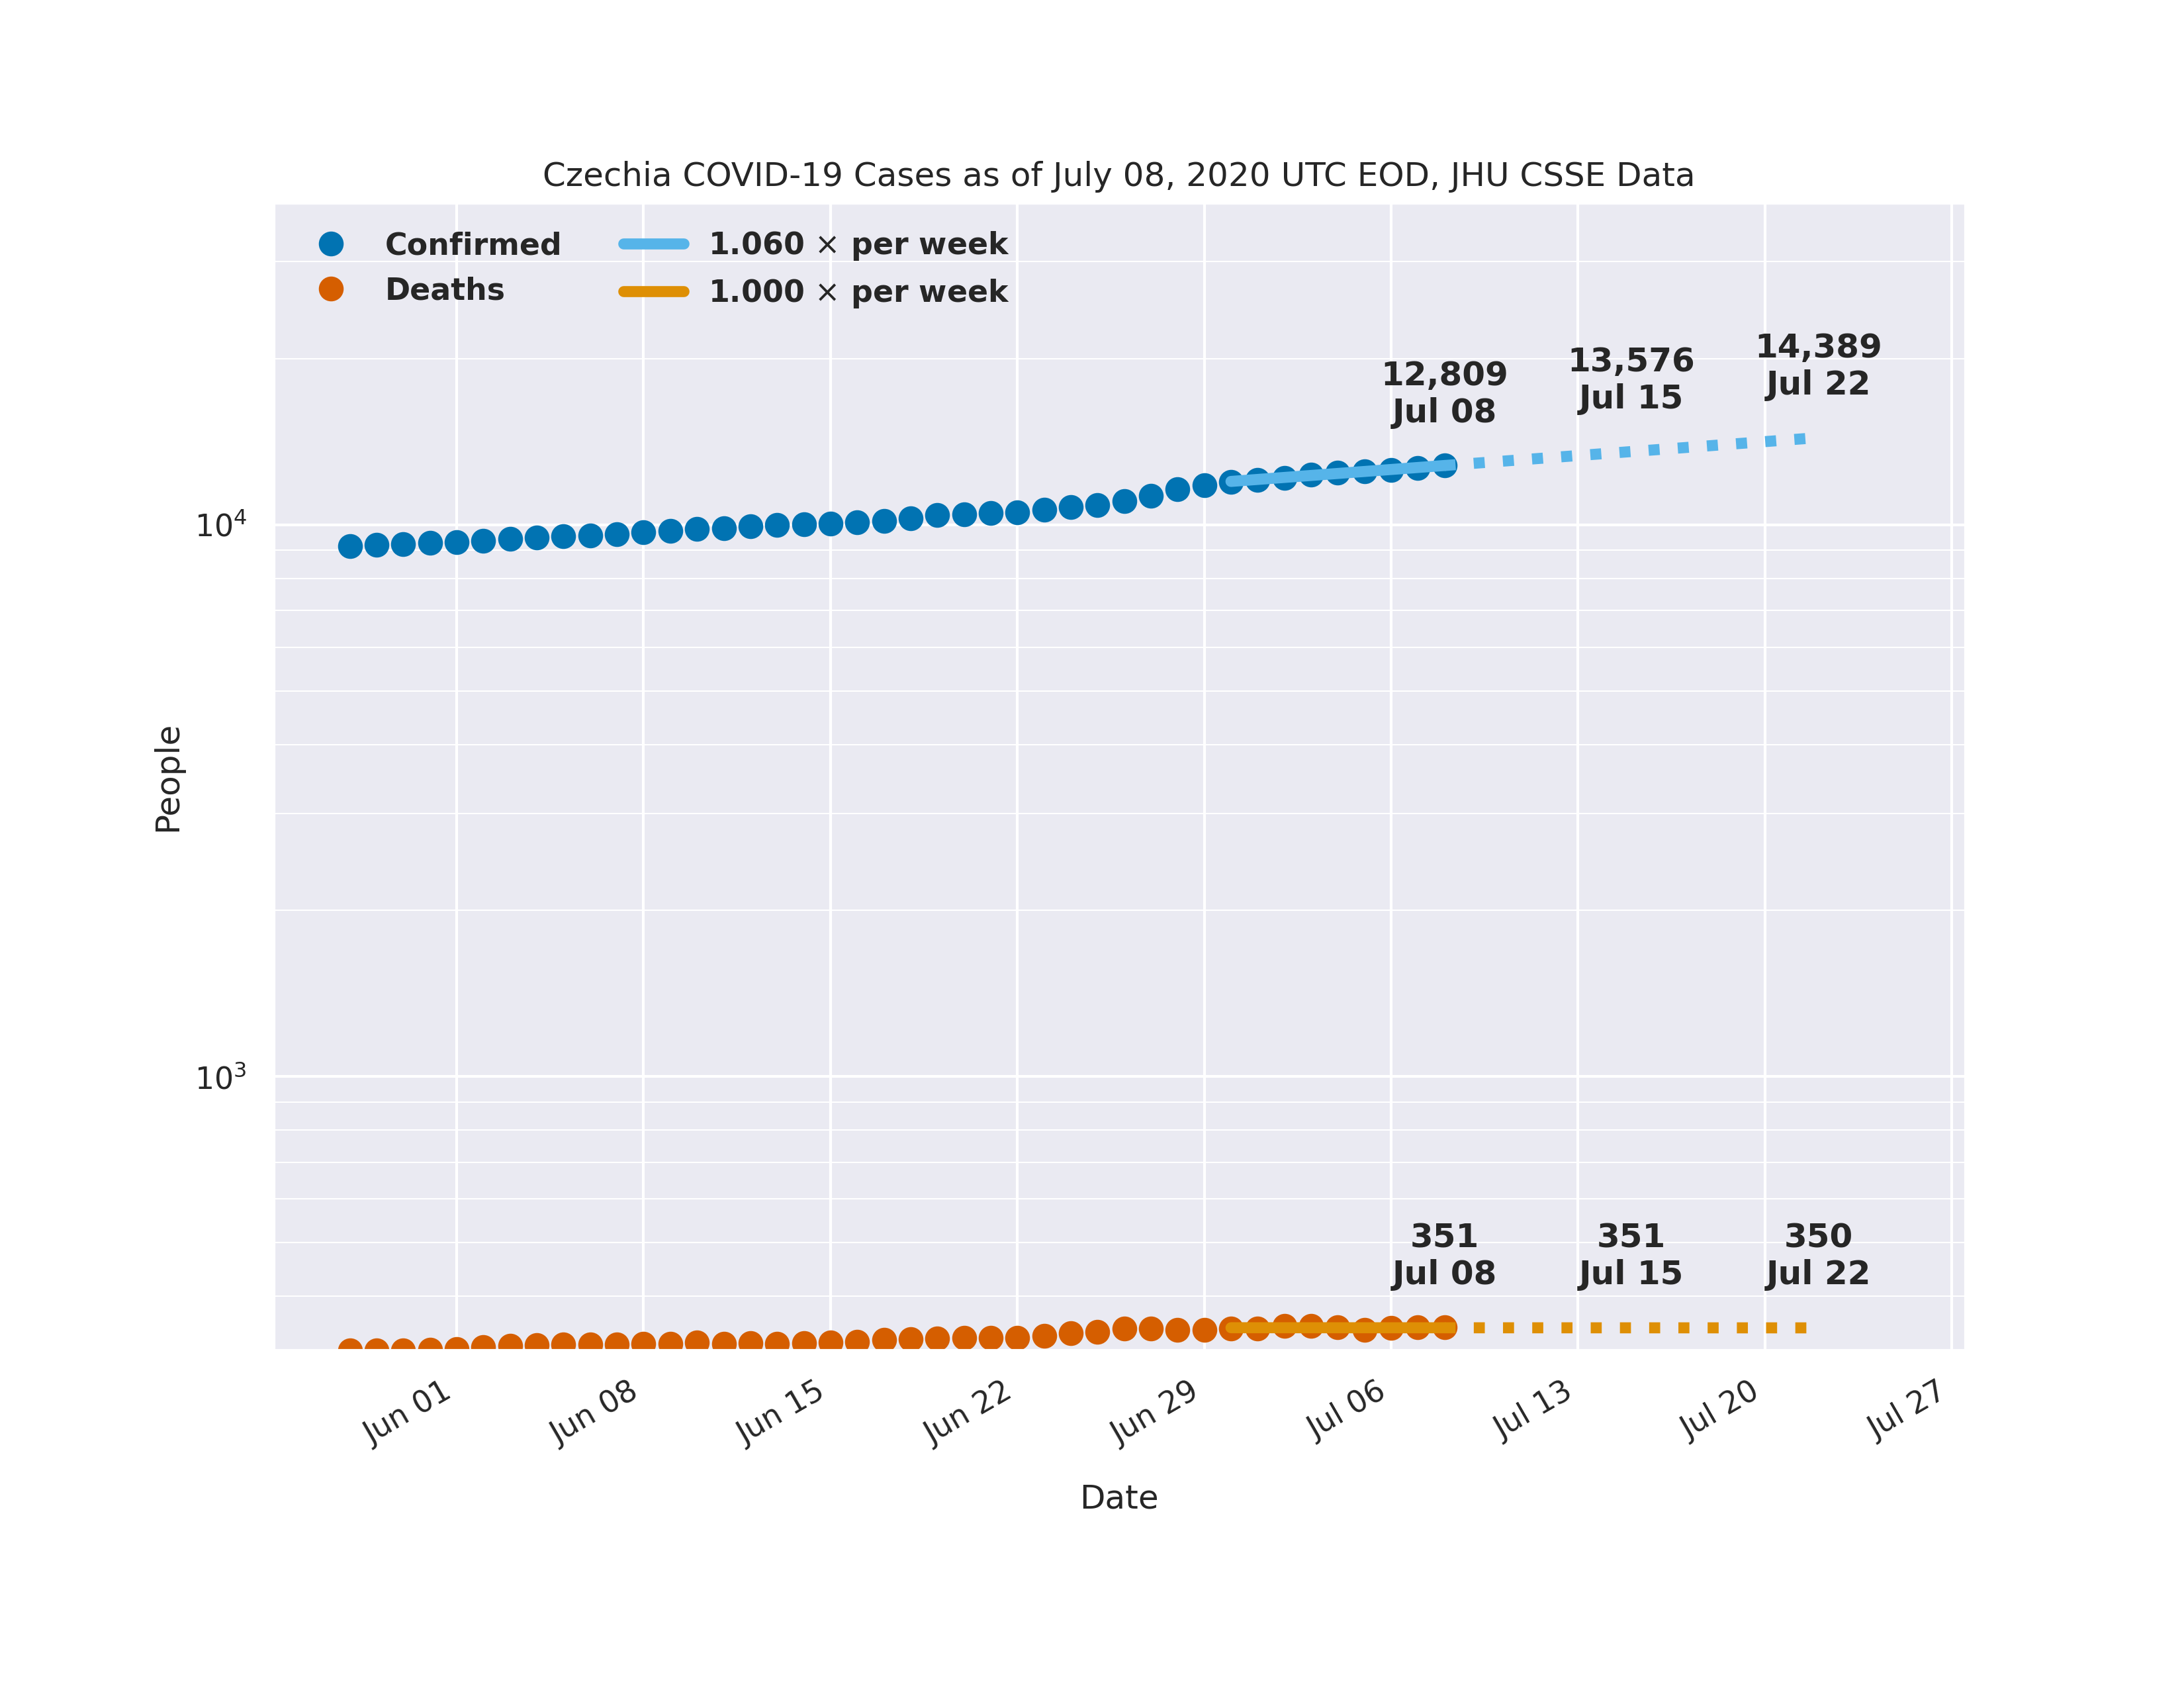 Czechia COVID-19 Cases as of July 08, 2020 UTC EOD, JHU CSSE Data
Confirmed
Deaths
1.060 × per week
1.000 × per week
12,809
Jul 08
13,576
Jul 15
14,389
Jul 22
10⁴
People
10³
351
Jul 08
351
Jul 15
350
Jul 22
Jun 01
Jun 08
Jun 15
Jun 22
Jun 29
Jul 06
Jul 13
Jul 20
Jul 27
Date